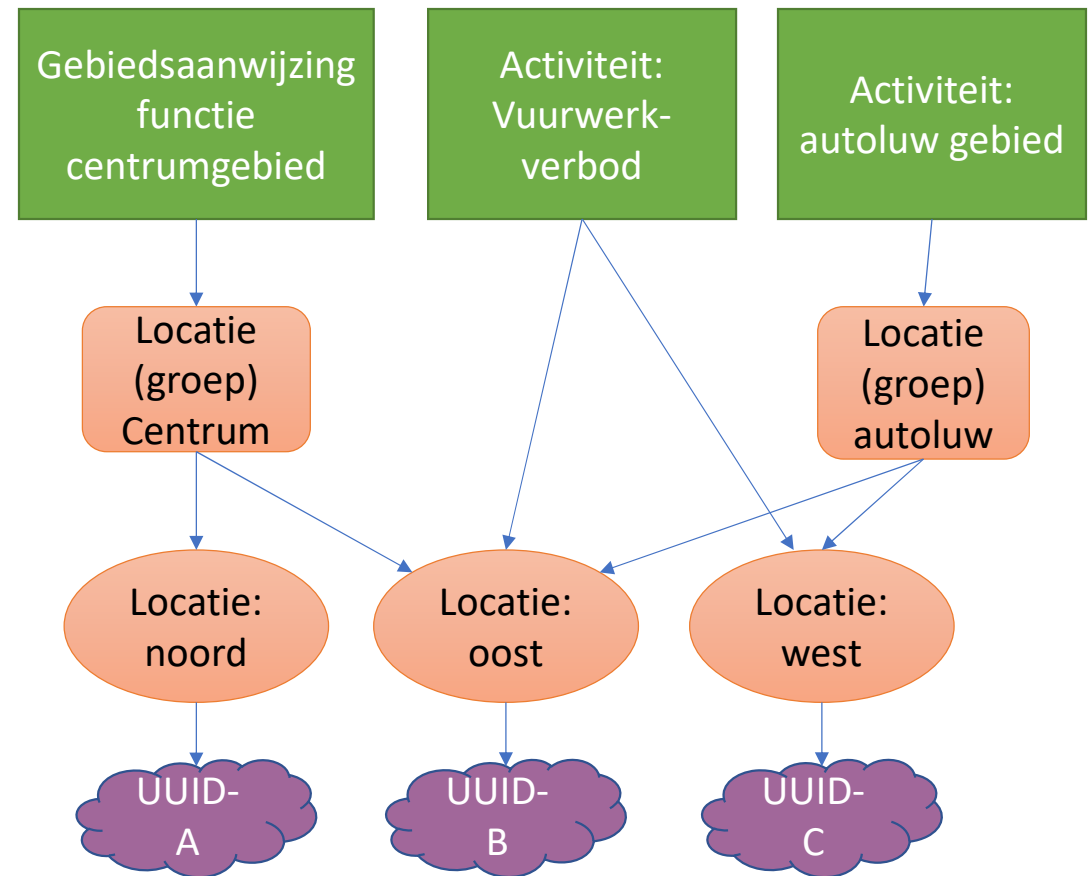 Gebiedsaanwijzing
functie
centrumgebied
Activiteit:
Vuurwerk-
verbod
Activiteit:
autoluw gebied
Locatie
(groep)
Centrum
Locatie
(groep)
autoluw
Locatie:
noord
Locatie:
oost
Locatie:
west
UUID-
A
UUID-
B
UUID-
C